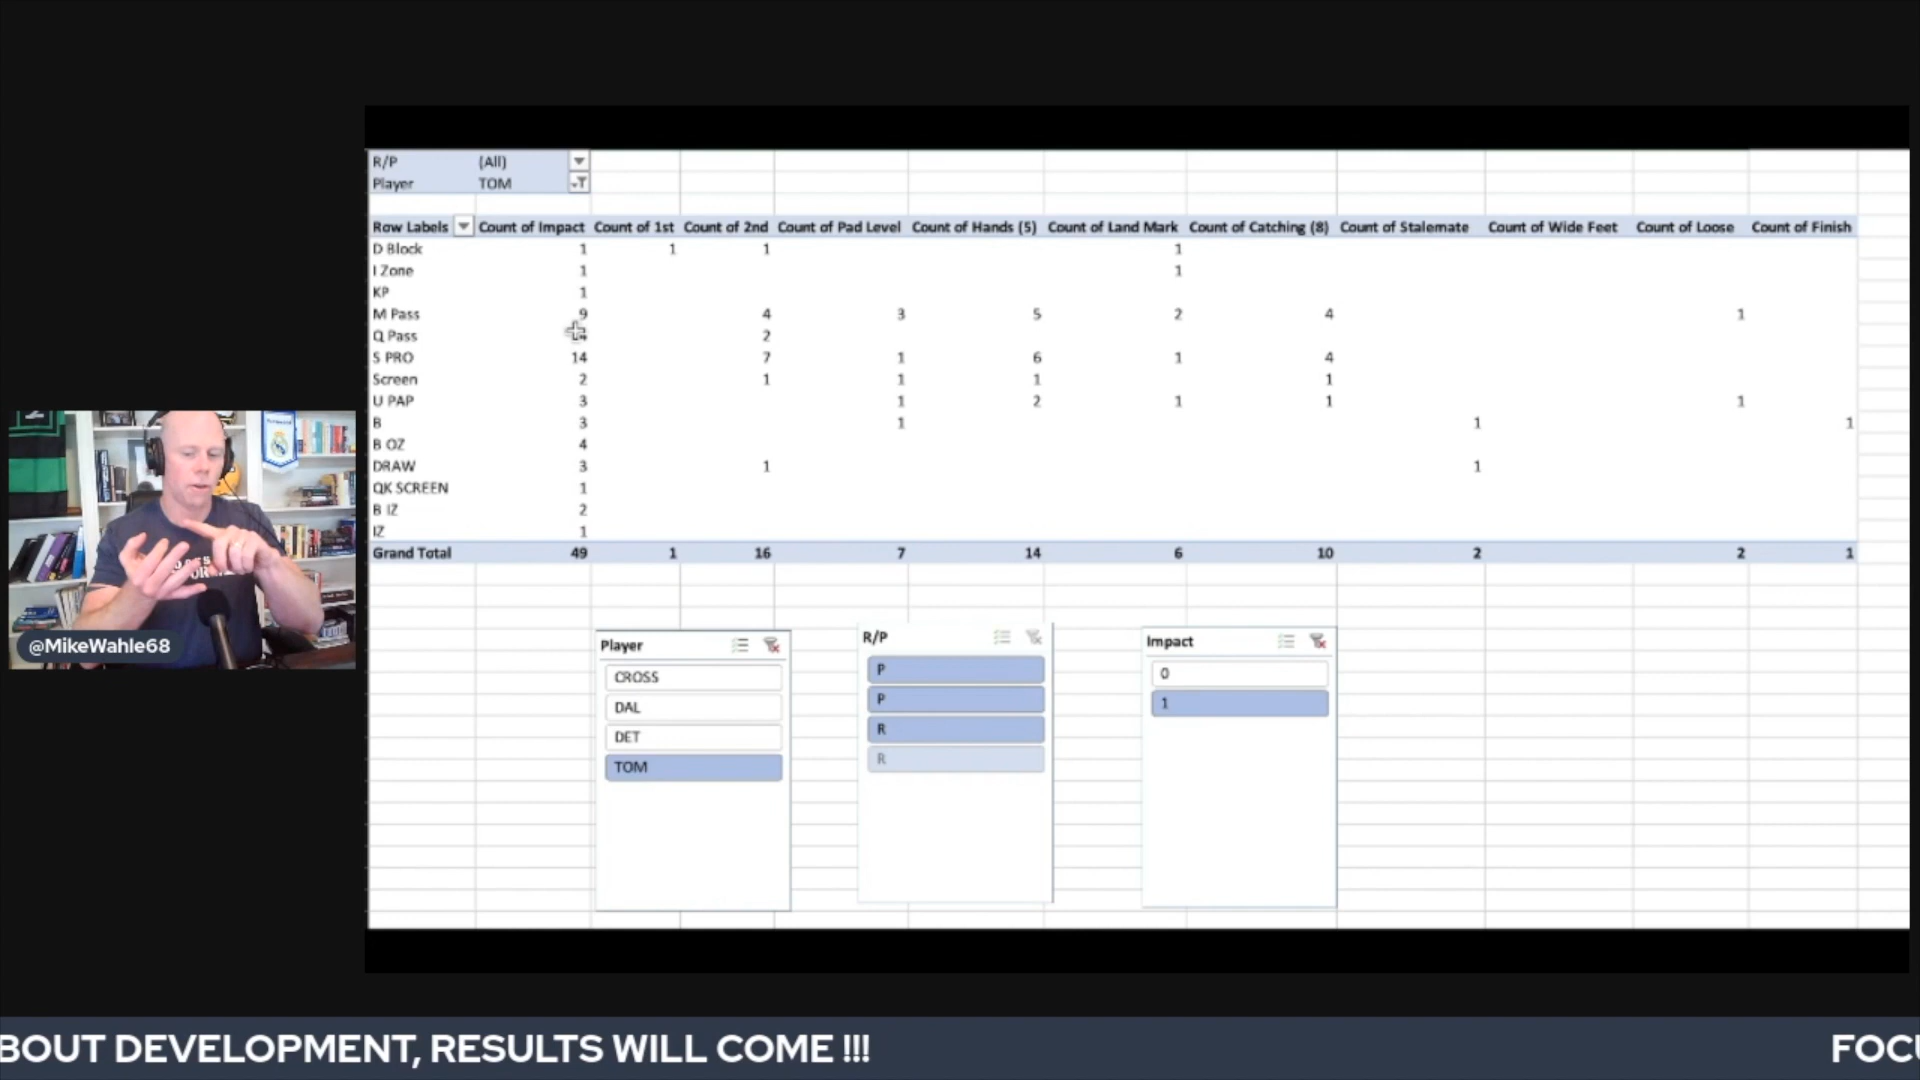 R/P (All)
Player TOM
Row Labels Count of Impact Count of 1st Count of 2nd Count of Pad Level Count of Hands (5) Count of Land Mark Count of Catching (8) Count of Stalemate Count of Wide Feet Count of Loose Count of Finish
D Block 1 1 1 1
I Zone 1 1
KP 1
M Pass 9 4 3 5 2 4 1
Q Pass 4 2
S PRO 14 7 1 6 1 4
Screen 2 1 1 1 1
U PAP 3 1 2 1 1 1
B 3 1 1 1
B OZ 4
DRAW 3 1 1
QK SCREEN 1
B IZ 2
IZ 1
Grand Total 49 1 16 7 14 6 10 2 2 1
Player
CROSS
DAL
DET
TOM
R/P
P
P
R
R
Impact
0
1
@MikeWahle68
BOUT DEVELOPMENT, RESULTS WILL COME !!! FOCU